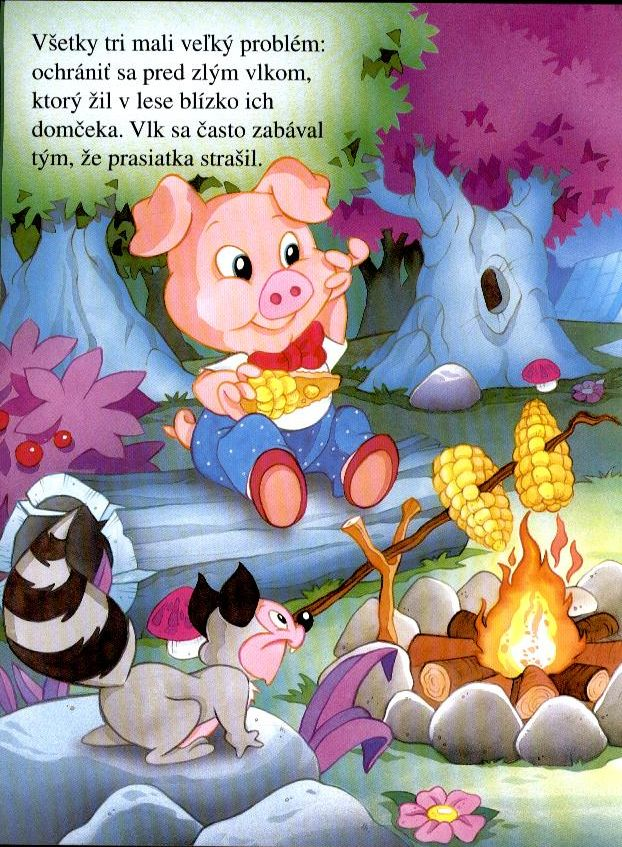 Všetky tri mali veľký problém:
ochrániť sa pred zlým vlkom,
ktorý žil v lese blízko ich
domčeka. Vlk sa často zabával
tým, že prasiatka strašil.